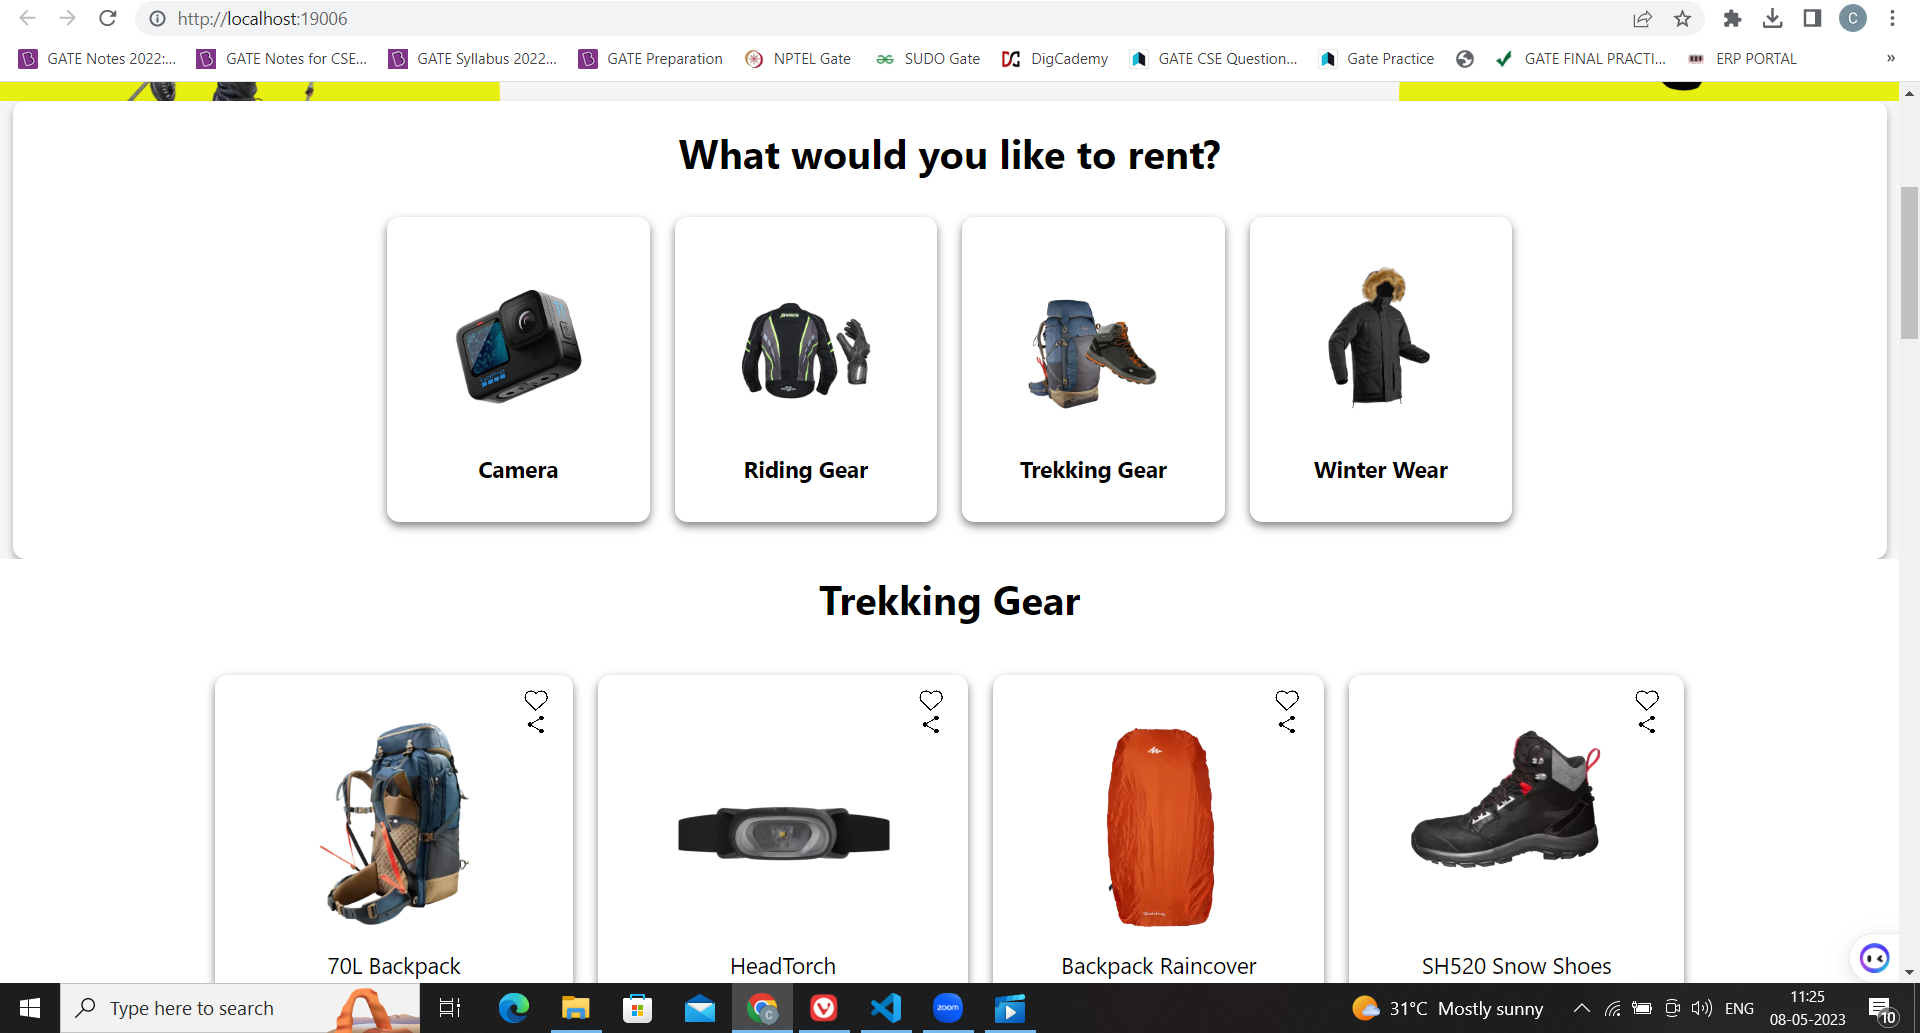 http://localhost:19006
C
GATE Notes 2022:... GATE Notes for CSE... GATE Syllabus 2022... GATE Preparation NPTEL Gate SUDO Gate DigCademy GATE CSE Question... Gate Practice GATE FINAL PRACTI... ERP PORTAL »
What would you like to rent?
Camera Riding Gear Trekking Gear Winter Wear
Trekking Gear
70L Backpack HeadTorch Backpack Raincover SH520 Snow Shoes
Type here to search
zoom
31°C Mostly sunny
ENG
11:25
08-05-2023
10